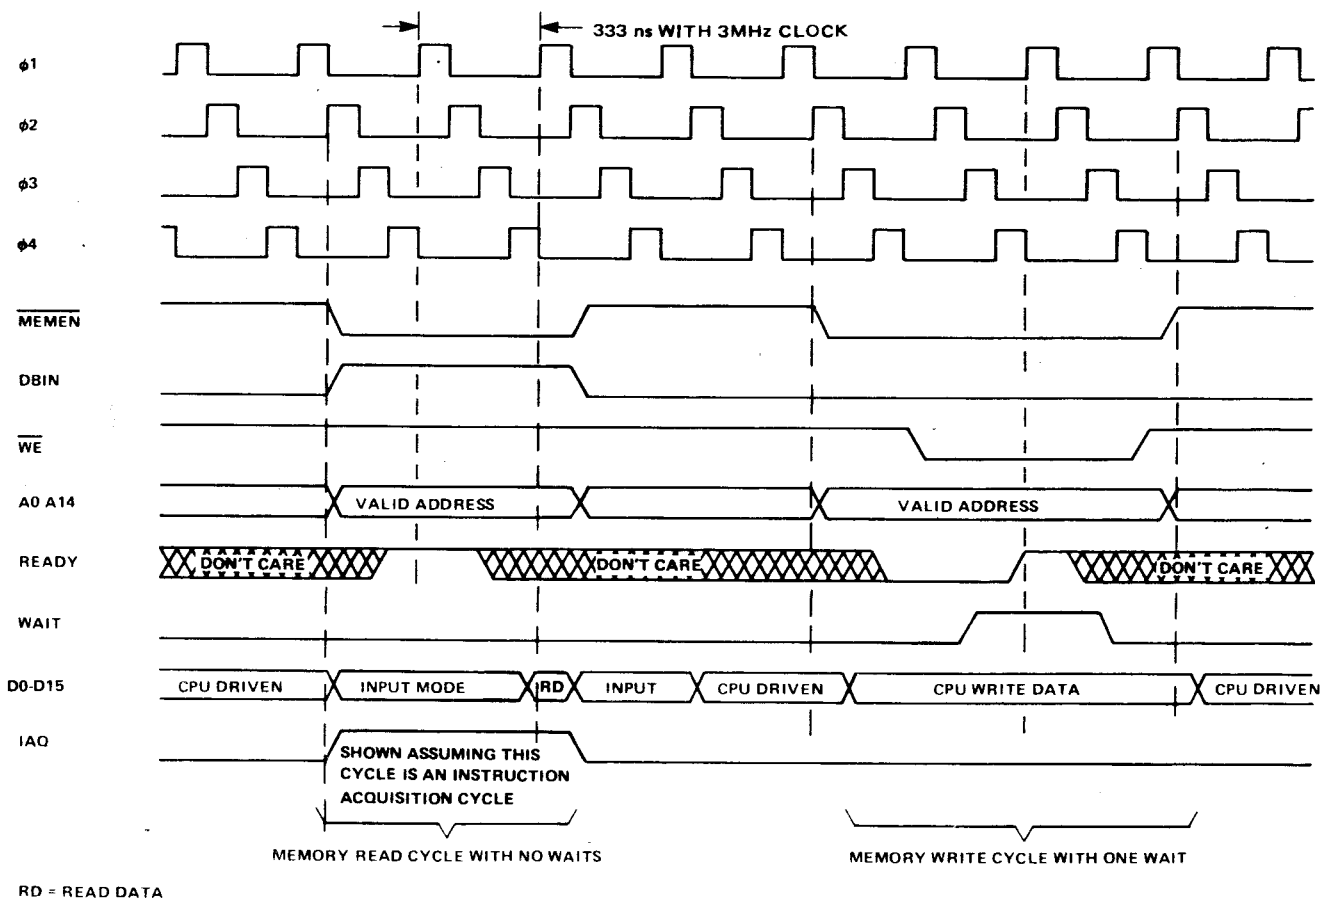 333 ns WITH 3MHz CLOCK
ϕ1
ϕ2
ϕ3
ϕ4
MEMEN
DBIN
WE
A0 A14
VALID ADDRESS
VALID ADDRESS
READY
DON'T CARE
DON'T CARE
DON'T CARE
WAIT
D0-D15
CPU DRIVEN
INPUT MODE
RD
INPUT
CPU DRIVEN
CPU WRITE DATA
CPU DRIVEN
IAQ
SHOWN ASSUMING THIS
CYCLE IS AN INSTRUCTION
ACQUISITION CYCLE
MEMORY READ CYCLE WITH NO WAITS
MEMORY WRITE CYCLE WITH ONE WAIT
RD = READ DATA